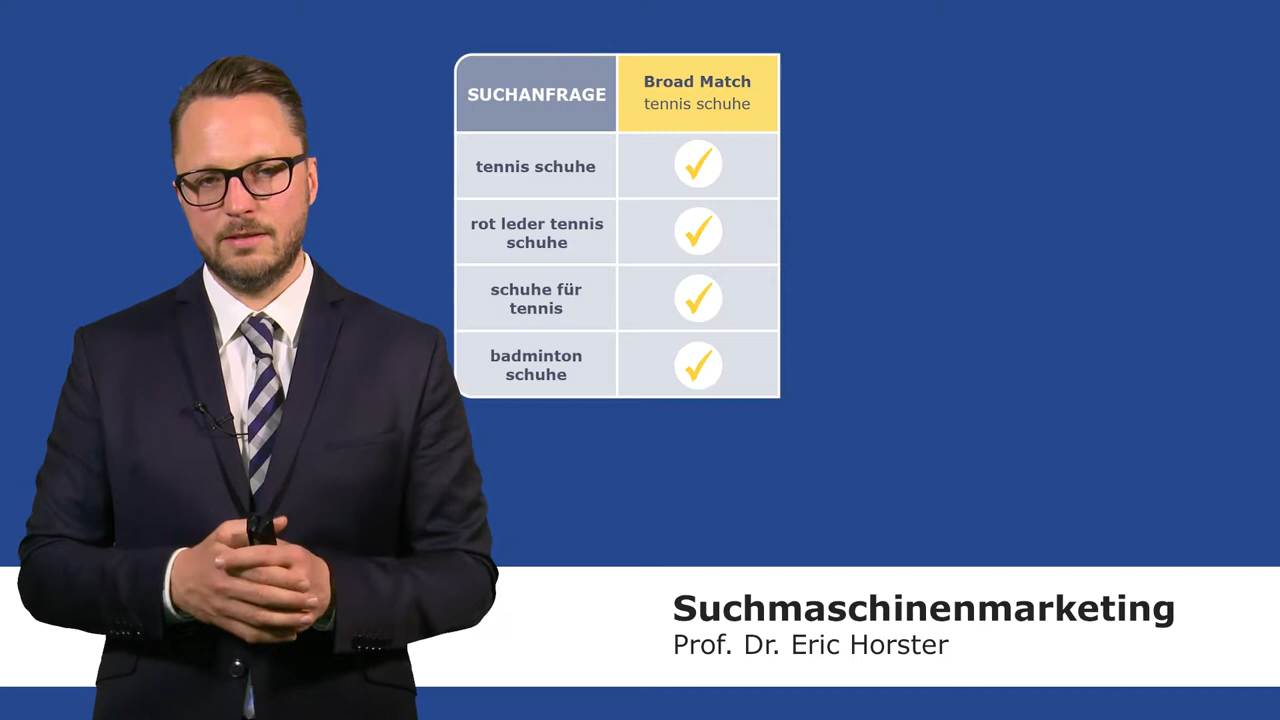 SUCHANFRAGE
Broad Match
tennis schuhe
tennis schuhe
rot leder tennis
schuhe
schuhe für
tennis
badminton
schuhe
Suchmaschinenmarketing
Prof. Dr. Eric Horster